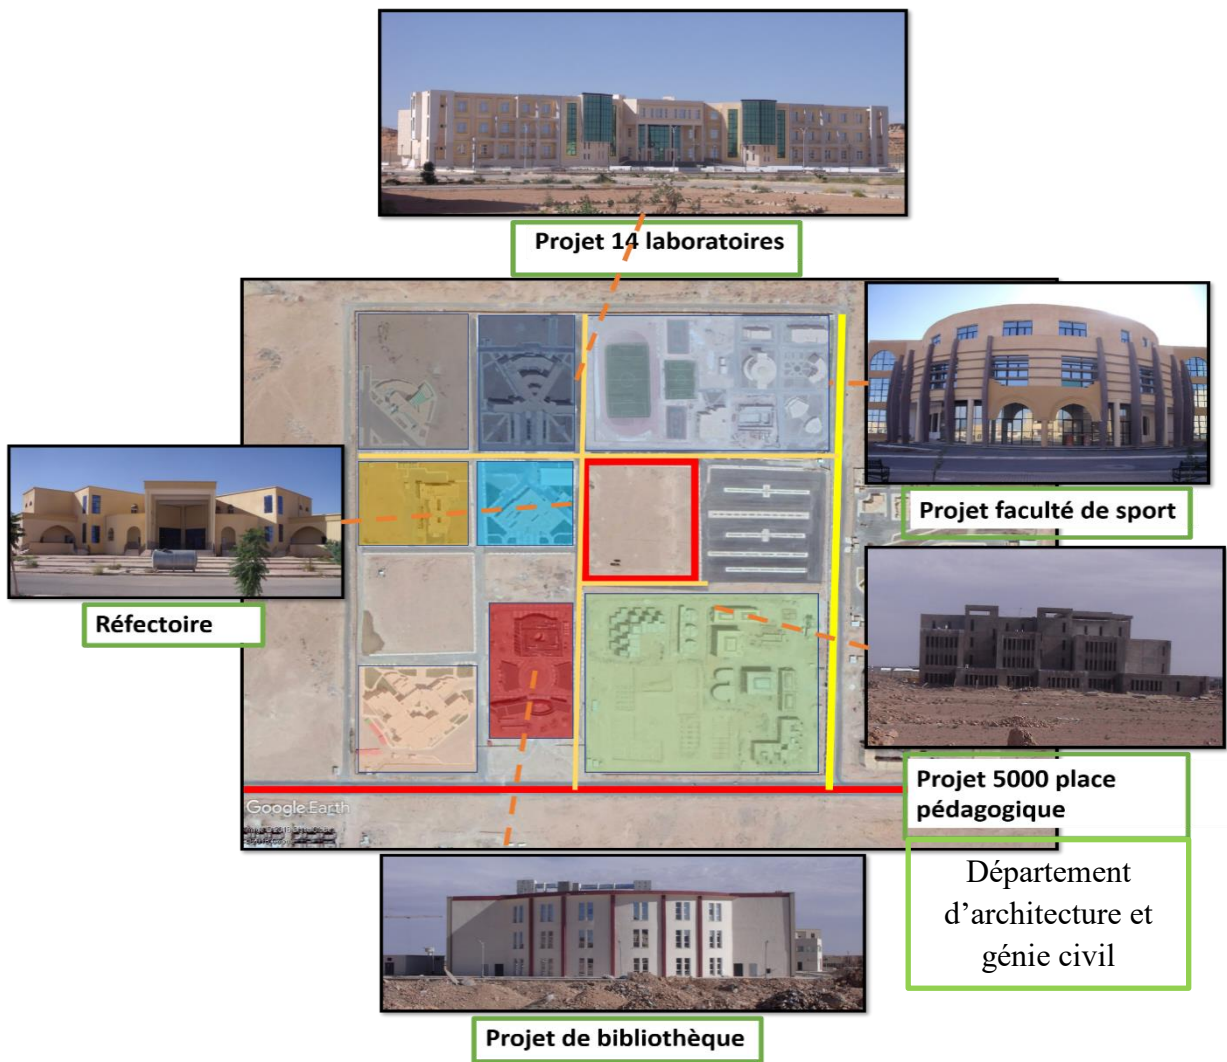 Projet 14 laboratoires
Projet faculté de sport
Réfectoire
Projet 5000 place
pédagogique
Google Earth
Département
d’architecture et
génie civil
Projet de bibliothèque